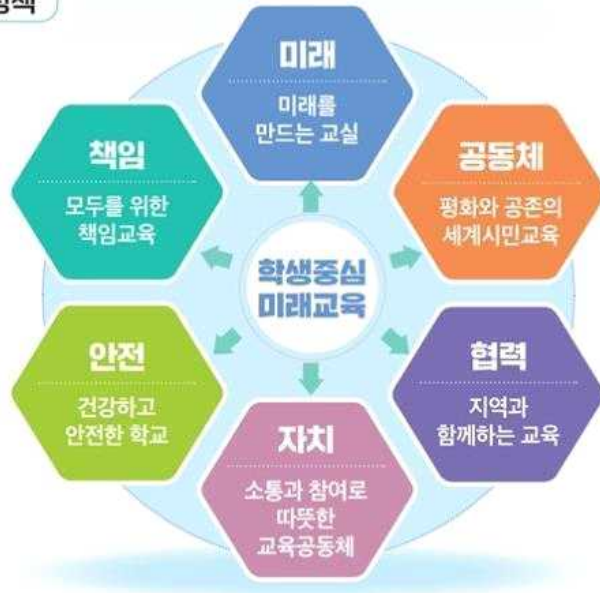 미래
미래를
만드는 교실
책임
모두를 위한
책임교육
공동체
평화와 공존의
세계시민교육
학생중심
미래교육
안전
건강하고
안전한 학교
협력
지역과
함께하는 교육
자치
소통과 참여로
따뜻한
교육공동체